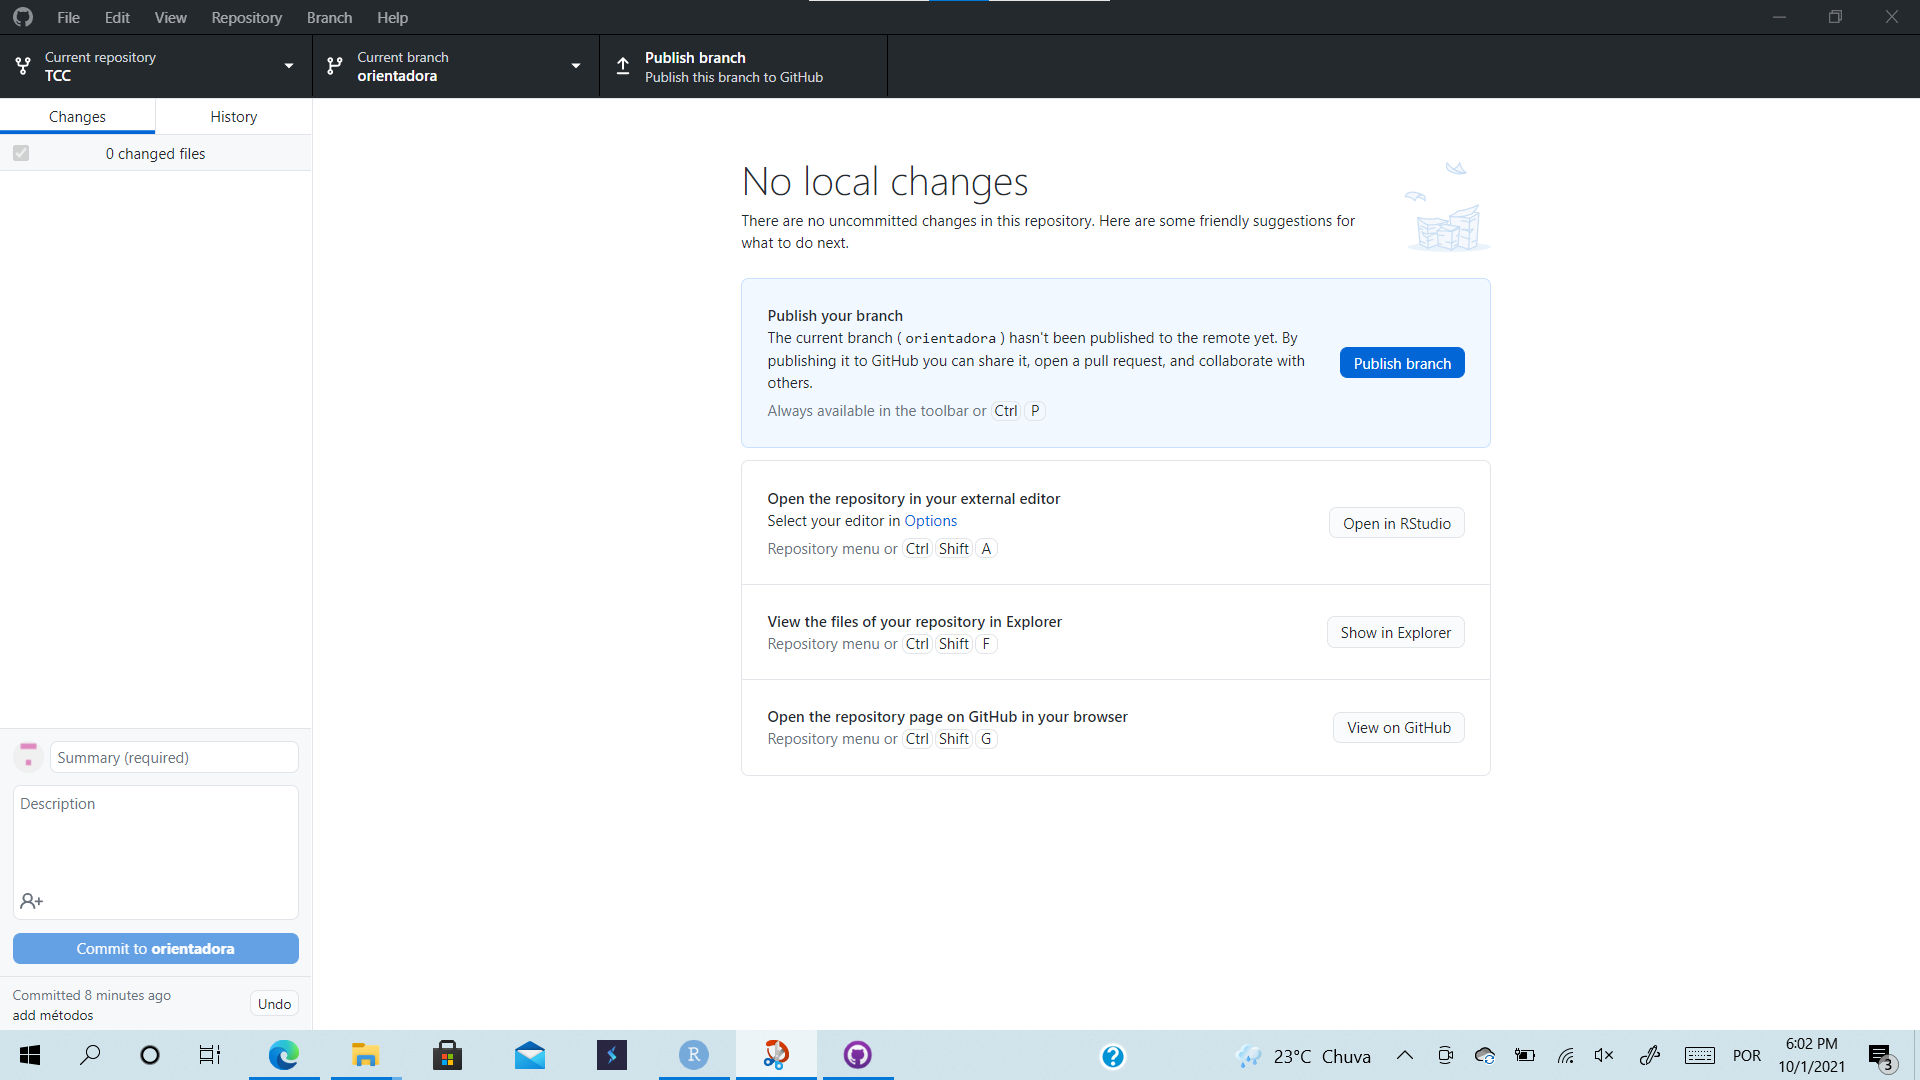 File Edit View Repository Branch Help
Current repository
TCC
Current branch
orientadora
Publish branch
Publish this branch to GitHub
Changes History
0 changed files
No local changes
There are no uncommitted changes in this repository. Here are some friendly suggestions for
what to do next.
Publish your branch
The current branch ( orientadora ) hasn't been published to the remote yet. By
publishing it to GitHub you can share it, open a pull request, and collaborate with
others.
Always available in the toolbar or Ctrl P
Publish branch
Open the repository in your external editor
Select your editor in Options
Repository menu or Ctrl Shift A
Open in RStudio
View the files of your repository in Explorer
Repository menu or Ctrl Shift F
Show in Explorer
Open the repository page on GitHub in your browser
Repository menu or Ctrl Shift G
View on GitHub
Summary (required)
Description
Commit to orientadora
Committed 8 minutes ago
add métodos
Undo
R
?
23°C Chuva
POR
6:02 PM
10/1/2021
3